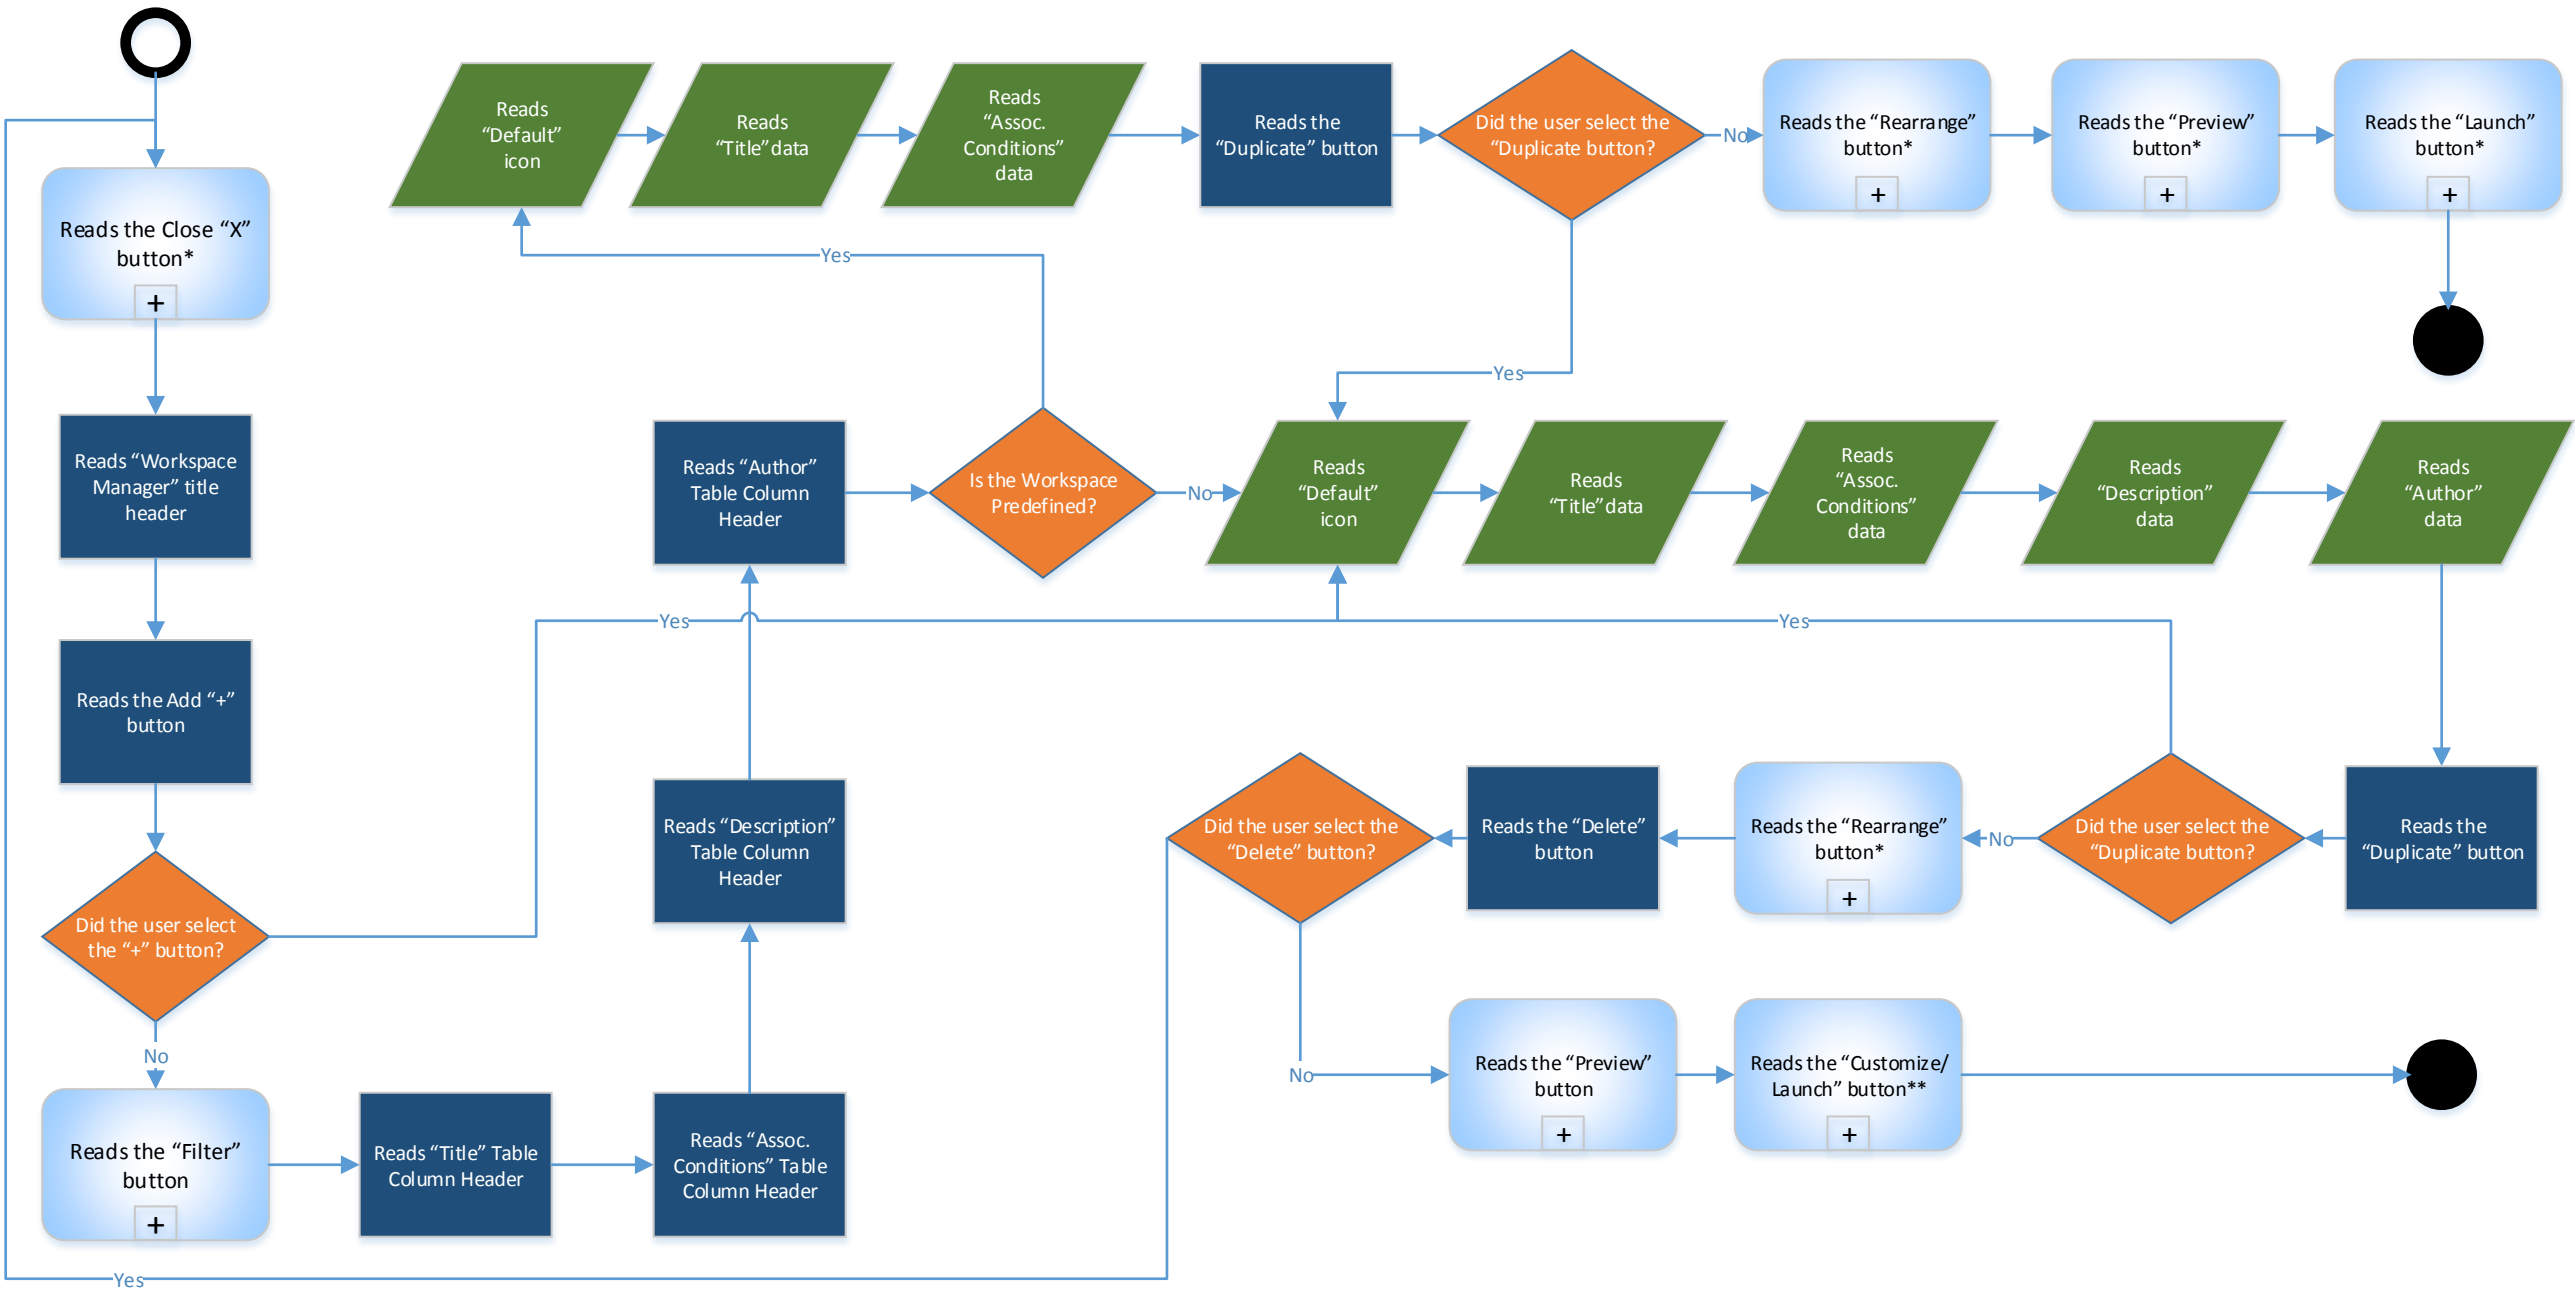 Reads
“Default”
icon
Reads
“Title” data
Reads
“Assoc.
Conditions”
data
Reads the
“Duplicate” button
Did the user select the
“Duplicate button?
No
Reads the “Rearrange”
button*
+
Reads the “Preview”
button*
+
Reads the “Launch”
button*
+
Reads the Close “X”
button*
+
Yes
Yes
Reads “Workspace
Manager” title
header
Reads “Author”
Table Column
Header
Is the Workspace
Predefined?
No
Reads
“Default”
icon
Reads
“Title” data
Reads
“Assoc.
Conditions”
data
Reads
“Description”
data
Reads
“Author”
data
Yes
Yes
Reads the Add “+”
button
Reads “Description”
Table Column
Header
Did the user select the
“Delete” button?
Reads the “Delete”
button
Reads the “Rearrange”
button*
+
No
Did the user select the
“Duplicate button?
Reads the
“Duplicate” button
Did the user select
the “+” button?
No
No
Reads the “Preview”
button
+
Reads the “Customize/
Launch” button**
+
Reads the “Filter”
button
+
Reads “Title” Table
Column Header
Reads “Assoc.
Conditions” Table
Column Header
Yes